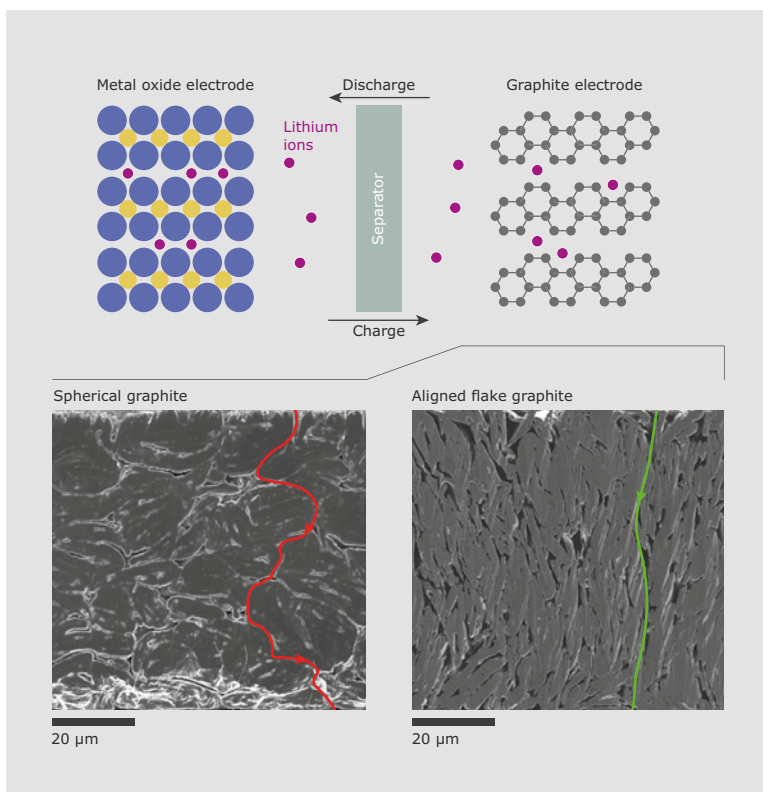 Metal oxide electrode
Discharge
Graphite electrode
Lithium
ions
Separator
Charge
Spherical graphite
Aligned flake graphite
20 µm
20 µm